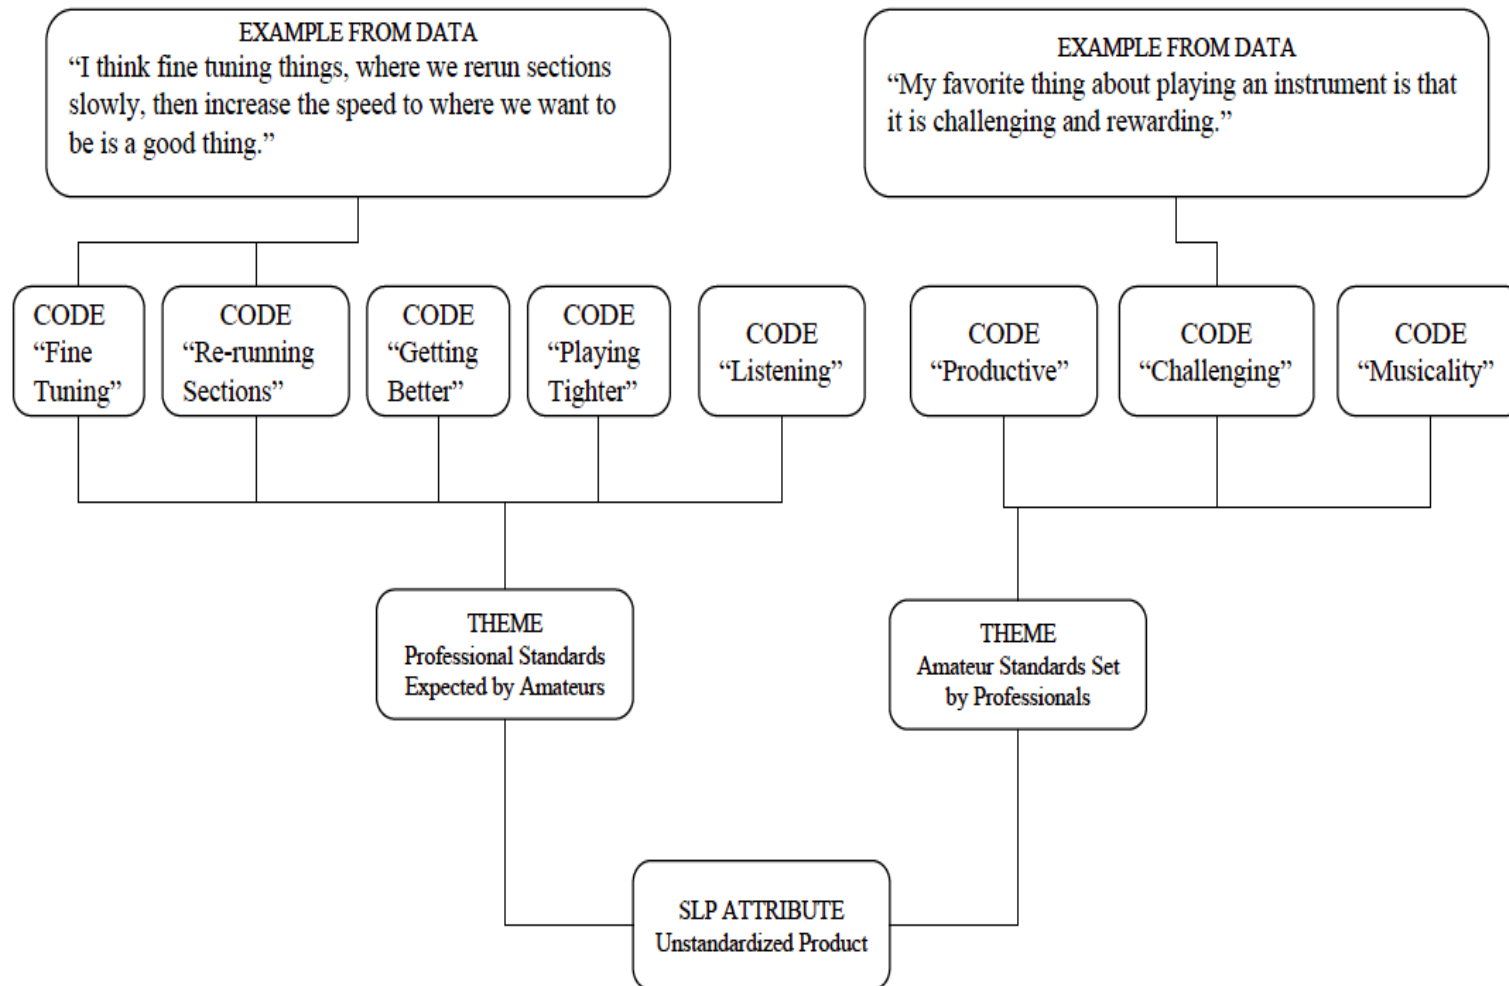 EXAMPLE FROM DATA
“I think fine tuning things, where we rerun sections
slowly, then increase the speed to where we want to
be is a good thing.”
EXAMPLE FROM DATA
“My favorite thing about playing an instrument is that
it is challenging and rewarding.”
CODE
“Fine
Tuning”
CODE
“Re-running
Sections”
CODE
“Getting
Better”
CODE
“Playing
Tighter”
CODE
“Listening”
CODE
“Productive”
CODE
“Challenging”
CODE
“Musicality”
THEME
Professional Standards
Expected by Amateurs
THEME
Amateur Standards Set
by Professionals
SLP ATTRIBUTE
Unstandardized Product